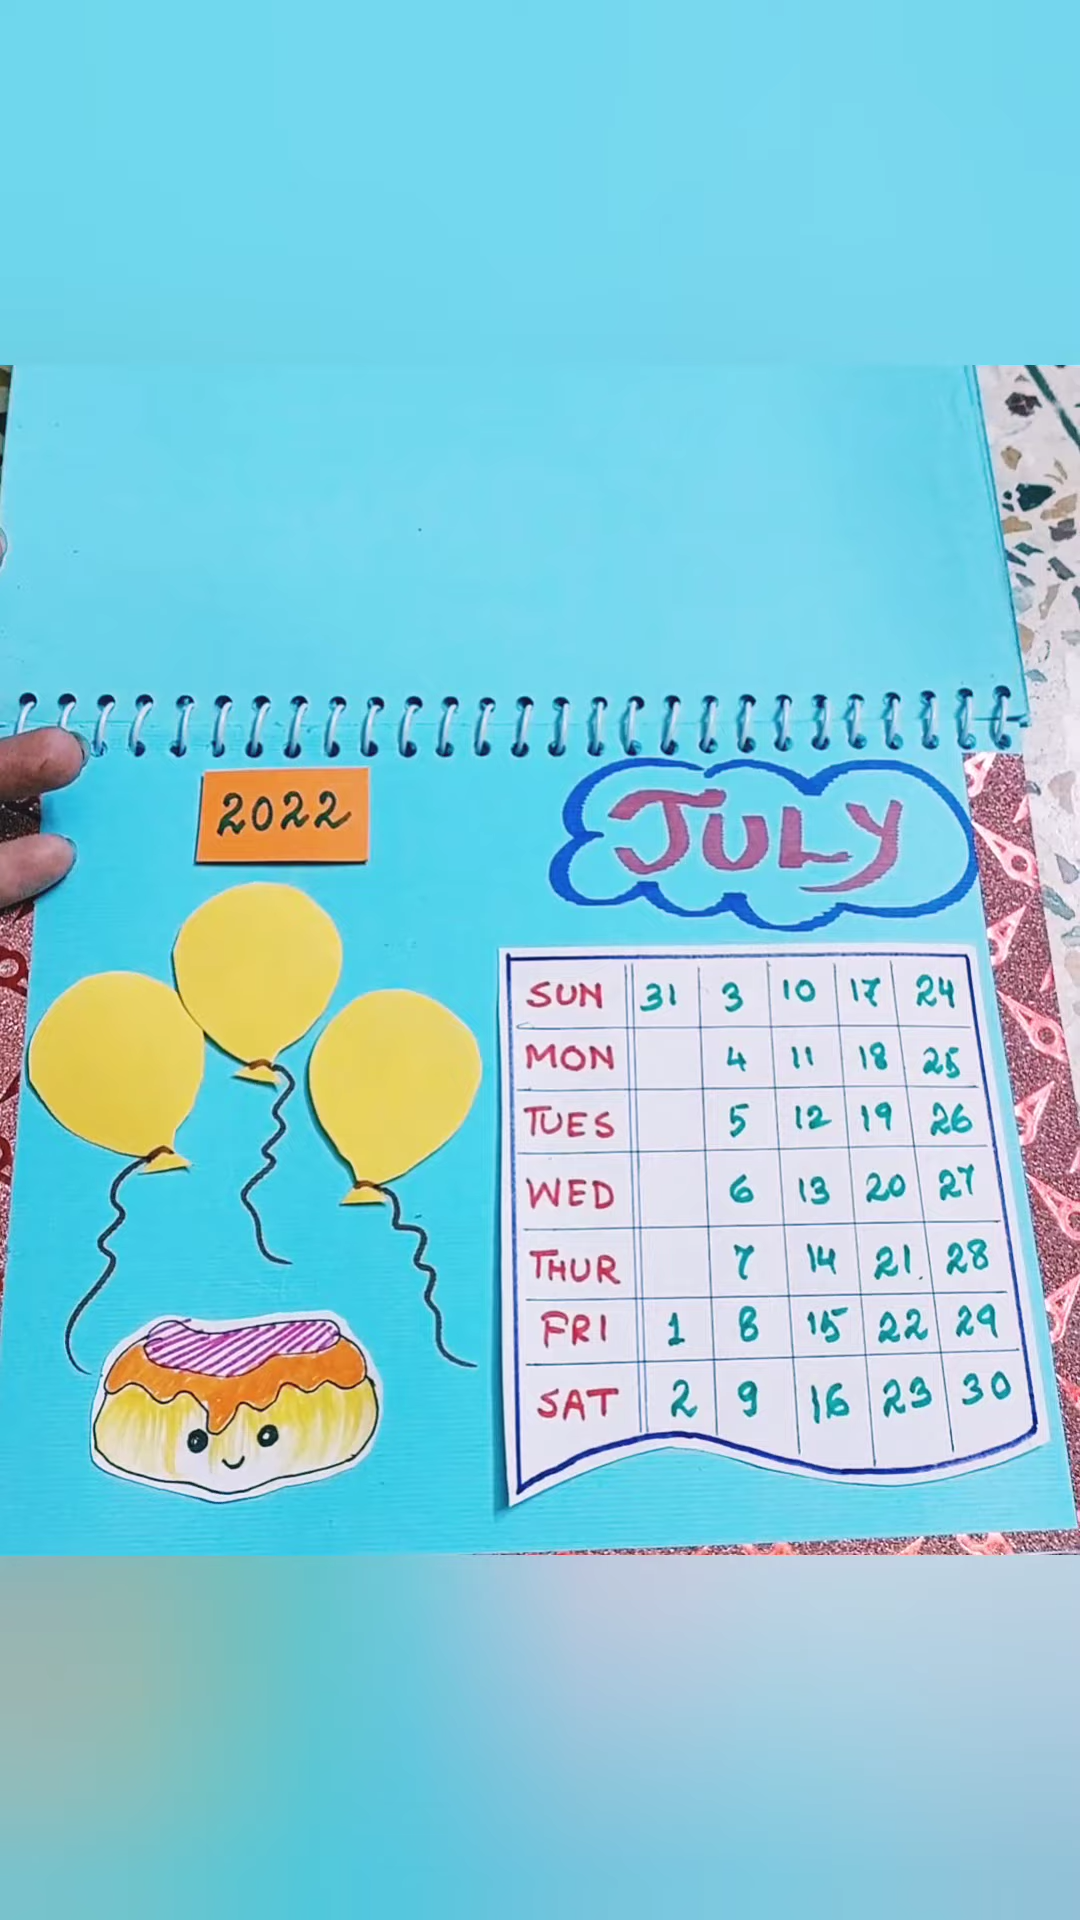 2022
JULY
SUN 31 3 10 17 24
MON 4 11 18 25
TUES 5 12 19 26
WED 6 13 20 27
THUR 7 14 21 28
FRI 1 8 15 22 29
SAT 2 9 16 23 30